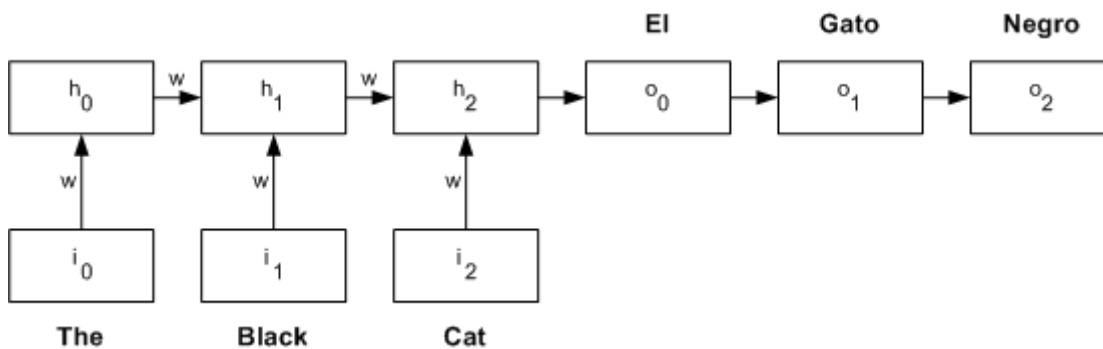 El Gato Negro
w w
h0 h1 h2 o0 o1 o2
w w w
i0 i1 i2
The Black Cat